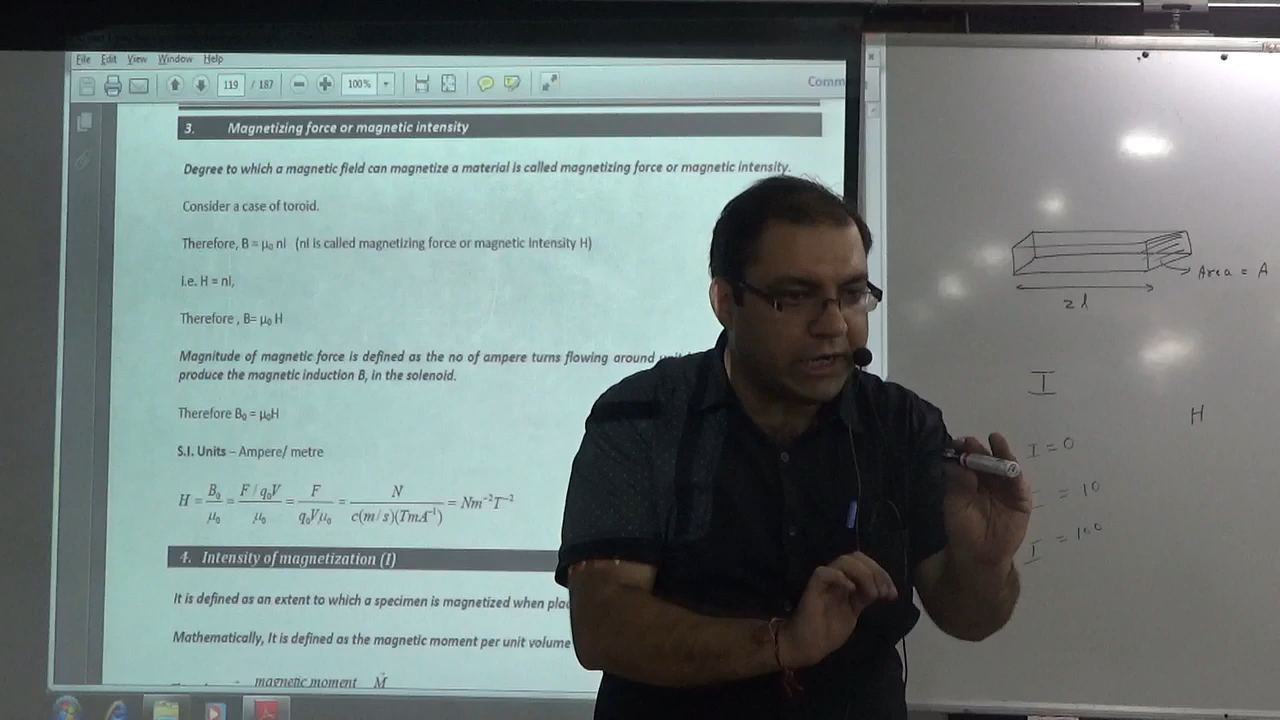 File Edit View Window Help
119 / 187 100% Comm
3. Magnetizing force or magnetic intensity
Degree to which a magnetic field can magnetize a material is called magnetizing force or magnetic intensity.
Consider a case of toroid.
Therefore, B = μ₀ nI (nI is called magnetizing force or magnetic intensity H)
I.e. H = nI,
Therefore , B= μ₀ H
Magnitude of magnetic force is defined as the no of ampere turns flowing around
produce the magnetic induction B, in the solenoid.
Therefore B₀ = μ₀H
S.I. Units – Ampere/ metre
H = B₀/μ₀ = (F / q₀V)/μ₀ = F/(q₀Vμ₀) = N/(c(m/s)(TmA⁻¹)) = Nm⁻²T⁻²
4. Intensity of magnetization (I)
It is defined as an extent to which a specimen is magnetized when
Mathematically, It is defined as the magnetic moment per unit volume
magnetic moment M
Area = A
2l
I
H
I = 0
I = 10
I = 100